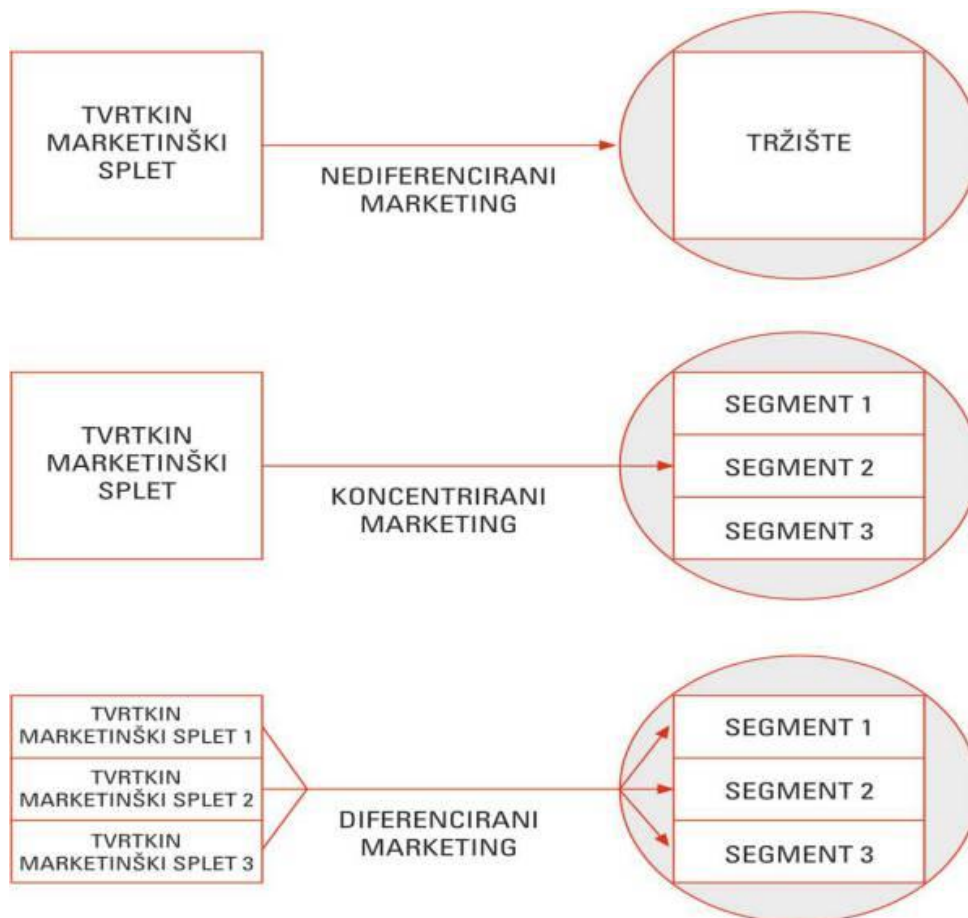 TVRTKIN
MARKETINŠKI
SPLET
NEDIFERENCIRANI
MARKETING
TRŽIŠTE
TVRTKIN
MARKETINŠKI
SPLET
KONCENTRIRANI
MARKETING
SEGMENT 1
SEGMENT 2
SEGMENT 3
TVRTKIN
MARKETINŠKI SPLET 1
TVRTKIN
MARKETINŠKI SPLET 2
TVRTKIN
MARKETINŠKI SPLET 3
DIFERENCIRANI
MARKETING
SEGMENT 1
SEGMENT 2
SEGMENT 3